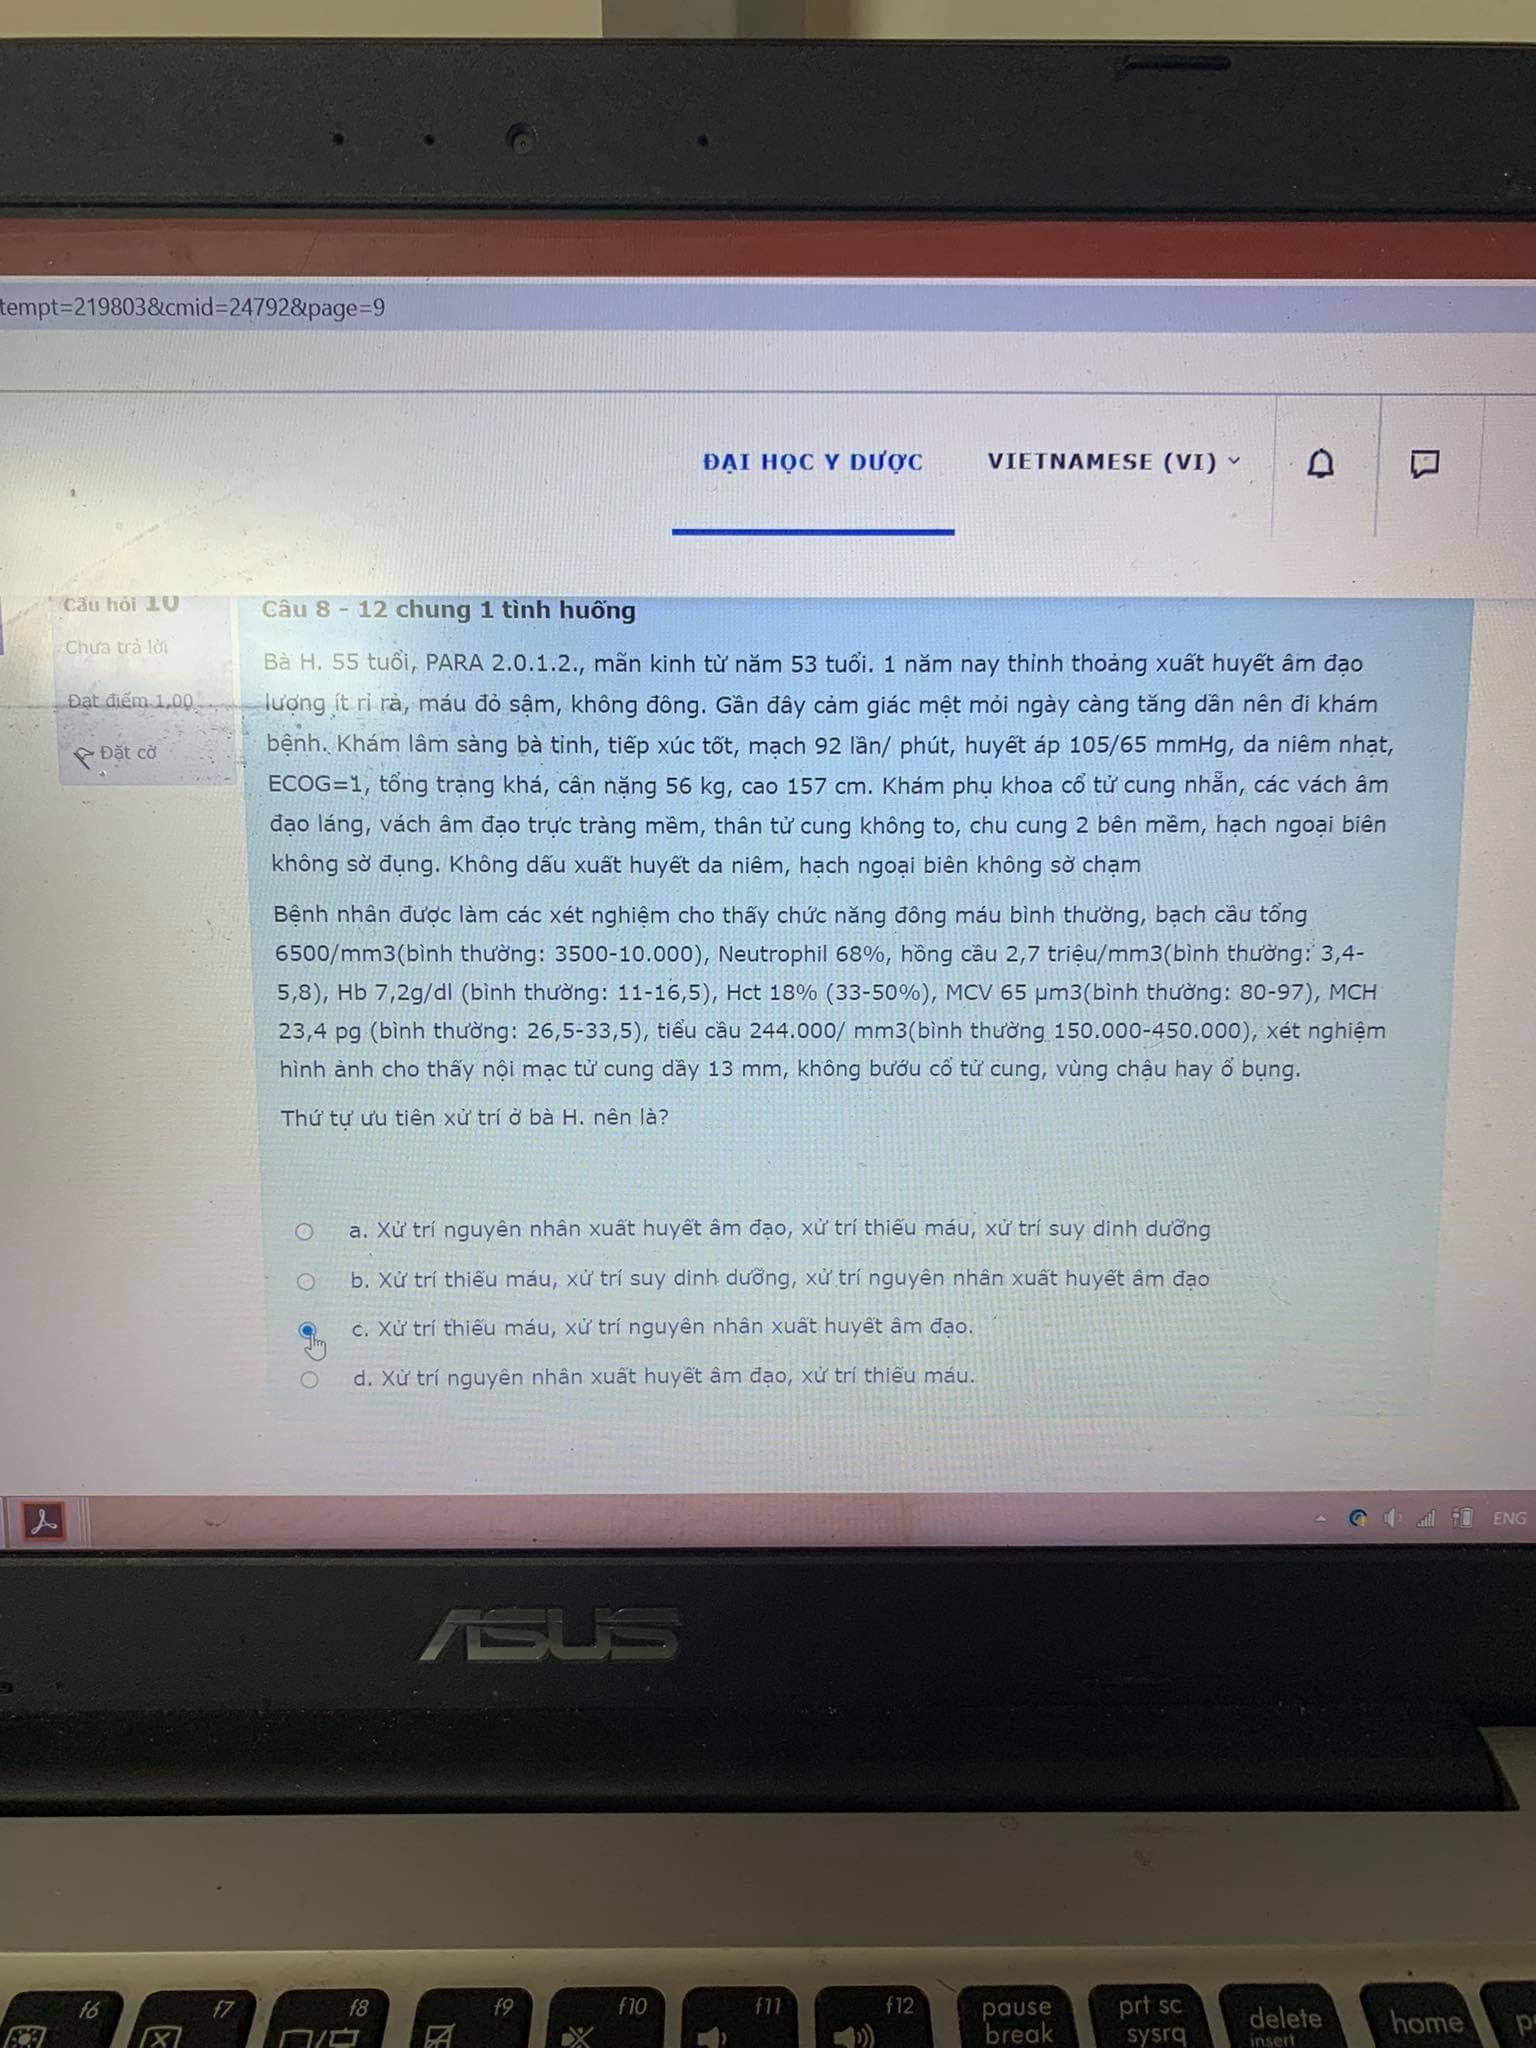 tempt=219803&cmid=24792&page=9
ĐẠI HỌC Y DƯỢC
VIETNAMESE (VI)
Câu hỏi 10
Chưa trả lời
Đạt điểm 1,00
Đặt cờ
Câu 8 - 12 chung 1 tình huống
Bà H. 55 tuổi, PARA 2.0.1.2., mãn kinh từ năm 53 tuổi. 1 năm nay thỉnh thoảng xuất huyết âm đạo
lượng ít rỉ rả, máu đỏ sậm, không đông. Gần đây cảm giác mệt mỏi ngày càng tăng dần nên đi khám
bệnh. Khám lâm sàng bà tỉnh, tiếp xúc tốt, mạch 92 lần/ phút, huyết áp 105/65 mmHg, da niêm nhạt,
ECOG=1, tổng trạng khá, cân nặng 56 kg, cao 157 cm. Khám phụ khoa cổ tử cung nhẵn, các vách âm
đạo láng, vách âm đạo trực tràng mềm, thân tử cung không to, chu cung 2 bên mềm, hạch ngoại biên
không sờ đụng. Không dấu xuất huyết da niêm, hạch ngoại biên không sờ chạm
Bệnh nhận được làm các xét nghiệm cho thấy chức năng đông máu bình thường, bạch cầu tổng
6500/mm3(bình thường: 3500-10.000), Neutrophil 68%, hồng cầu 2,7 triệu/mm3(bình thường: 3,4-
5,8), Hb 7,2g/dl (bình thường: 11-16,5), Hct 18% (33-50%), MCV 65 µm3(bình thường: 80-97), MCH
23,4 pg (bình thường: 26,5-33,5), tiểu cầu 244.000/ mm3(bình thường 150.000-450.000), xét nghiệm
hình ảnh cho thấy nội mạc tử cung dầy 13 mm, không bướu cổ tử cung, vùng chậu hay ổ bụng.
Thứ tự ưu tiên xử trí ở bà H. nên là?
a. Xử trí nguyên nhân xuất huyết âm đạo, xử trí thiếu máu, xử trí suy dinh dưỡng
b. Xử trí thiếu máu, xử trí suy dinh dưỡng, xử trí nguyên nhân xuất huyết âm đạo
c. Xử trí thiếu máu, xử trí nguyên nhân xuất huyết âm đạo.
d. Xử trí nguyên nhân xuất huyết âm đạo, xử trí thiếu máu.
ENG
ASUS
f6
f7
f8
f9
f10
f11
f12
pause
break
prt sc
sysrq
delete
insert
home